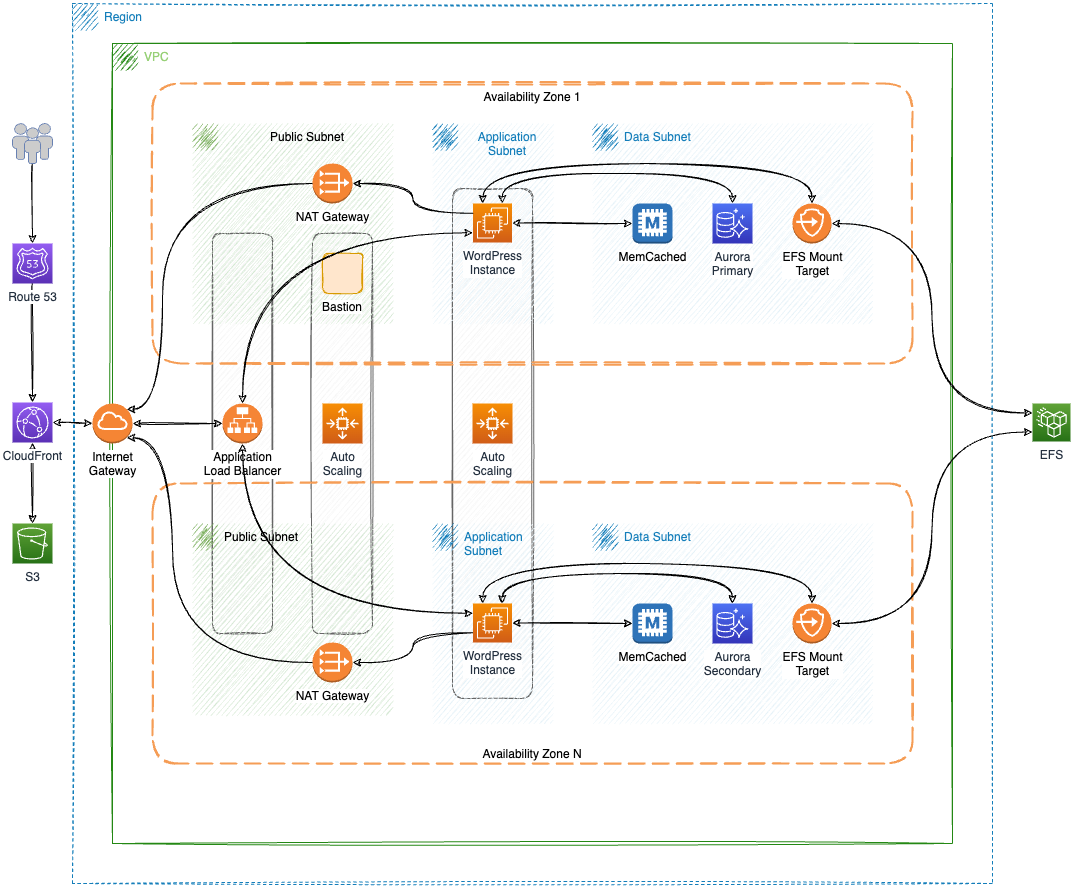 Region
VPC
Availability Zone 1
Public Subnet
Application
Subnet
Data Subnet
NAT Gateway
WordPress
Instance
MemCached
Aurora
Primary
EFS Mount
Target
53
Route 53
M
Bastion
CloudFront
Internet
Gateway
Application
Load Balancer
Auto
Scaling
Auto
Scaling
EFS
S3
Public Subnet
Application
Subnet
Data Subnet
M
WordPress
Instance
MemCached
Aurora
Secondary
EFS Mount
Target
NAT Gateway
Availability Zone N